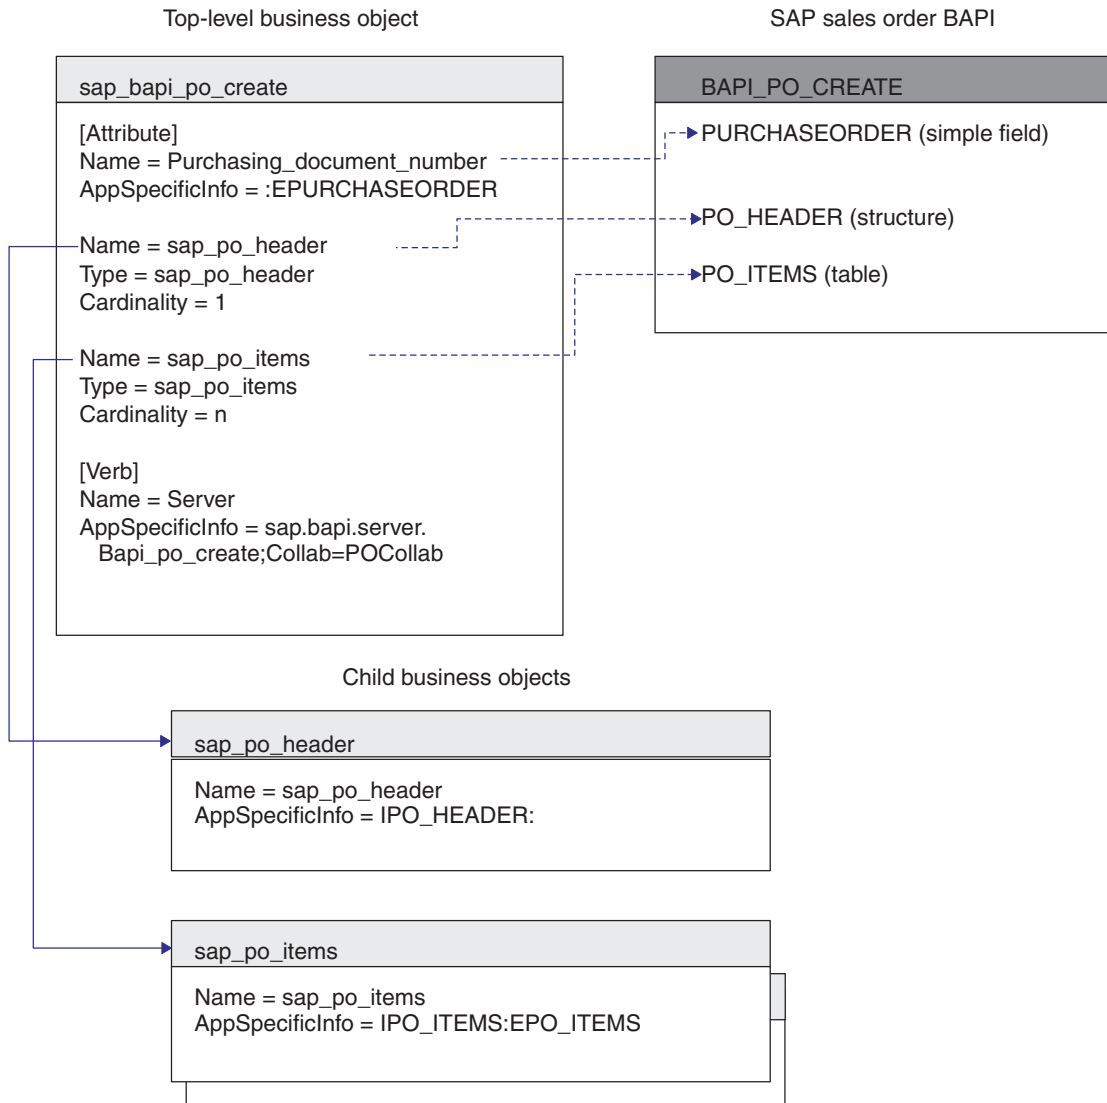 Top-level business object
SAP sales order BAPI
sap_bapi_po_create
[Attribute]
Name = Purchasing_document_number
AppSpecificInfo = :EPURCHASEORDER
Name = sap_po_header
Type = sap_po_header
Cardinality = 1
Name = sap_po_items
Type = sap_po_items
Cardinality = n
[Verb]
Name = Server
AppSpecificInfo = sap.bapi.server.
Bapi_po_create;Collab=POCollab
BAPI_PO_CREATE
PURCHASEORDER (simple field)
PO_HEADER (structure)
PO_ITEMS (table)
Child business objects
sap_po_header
Name = sap_po_header
AppSpecificInfo = IPO_HEADER:
sap_po_items
Name = sap_po_items
AppSpecificInfo = IPO_ITEMS:EPO_ITEMS